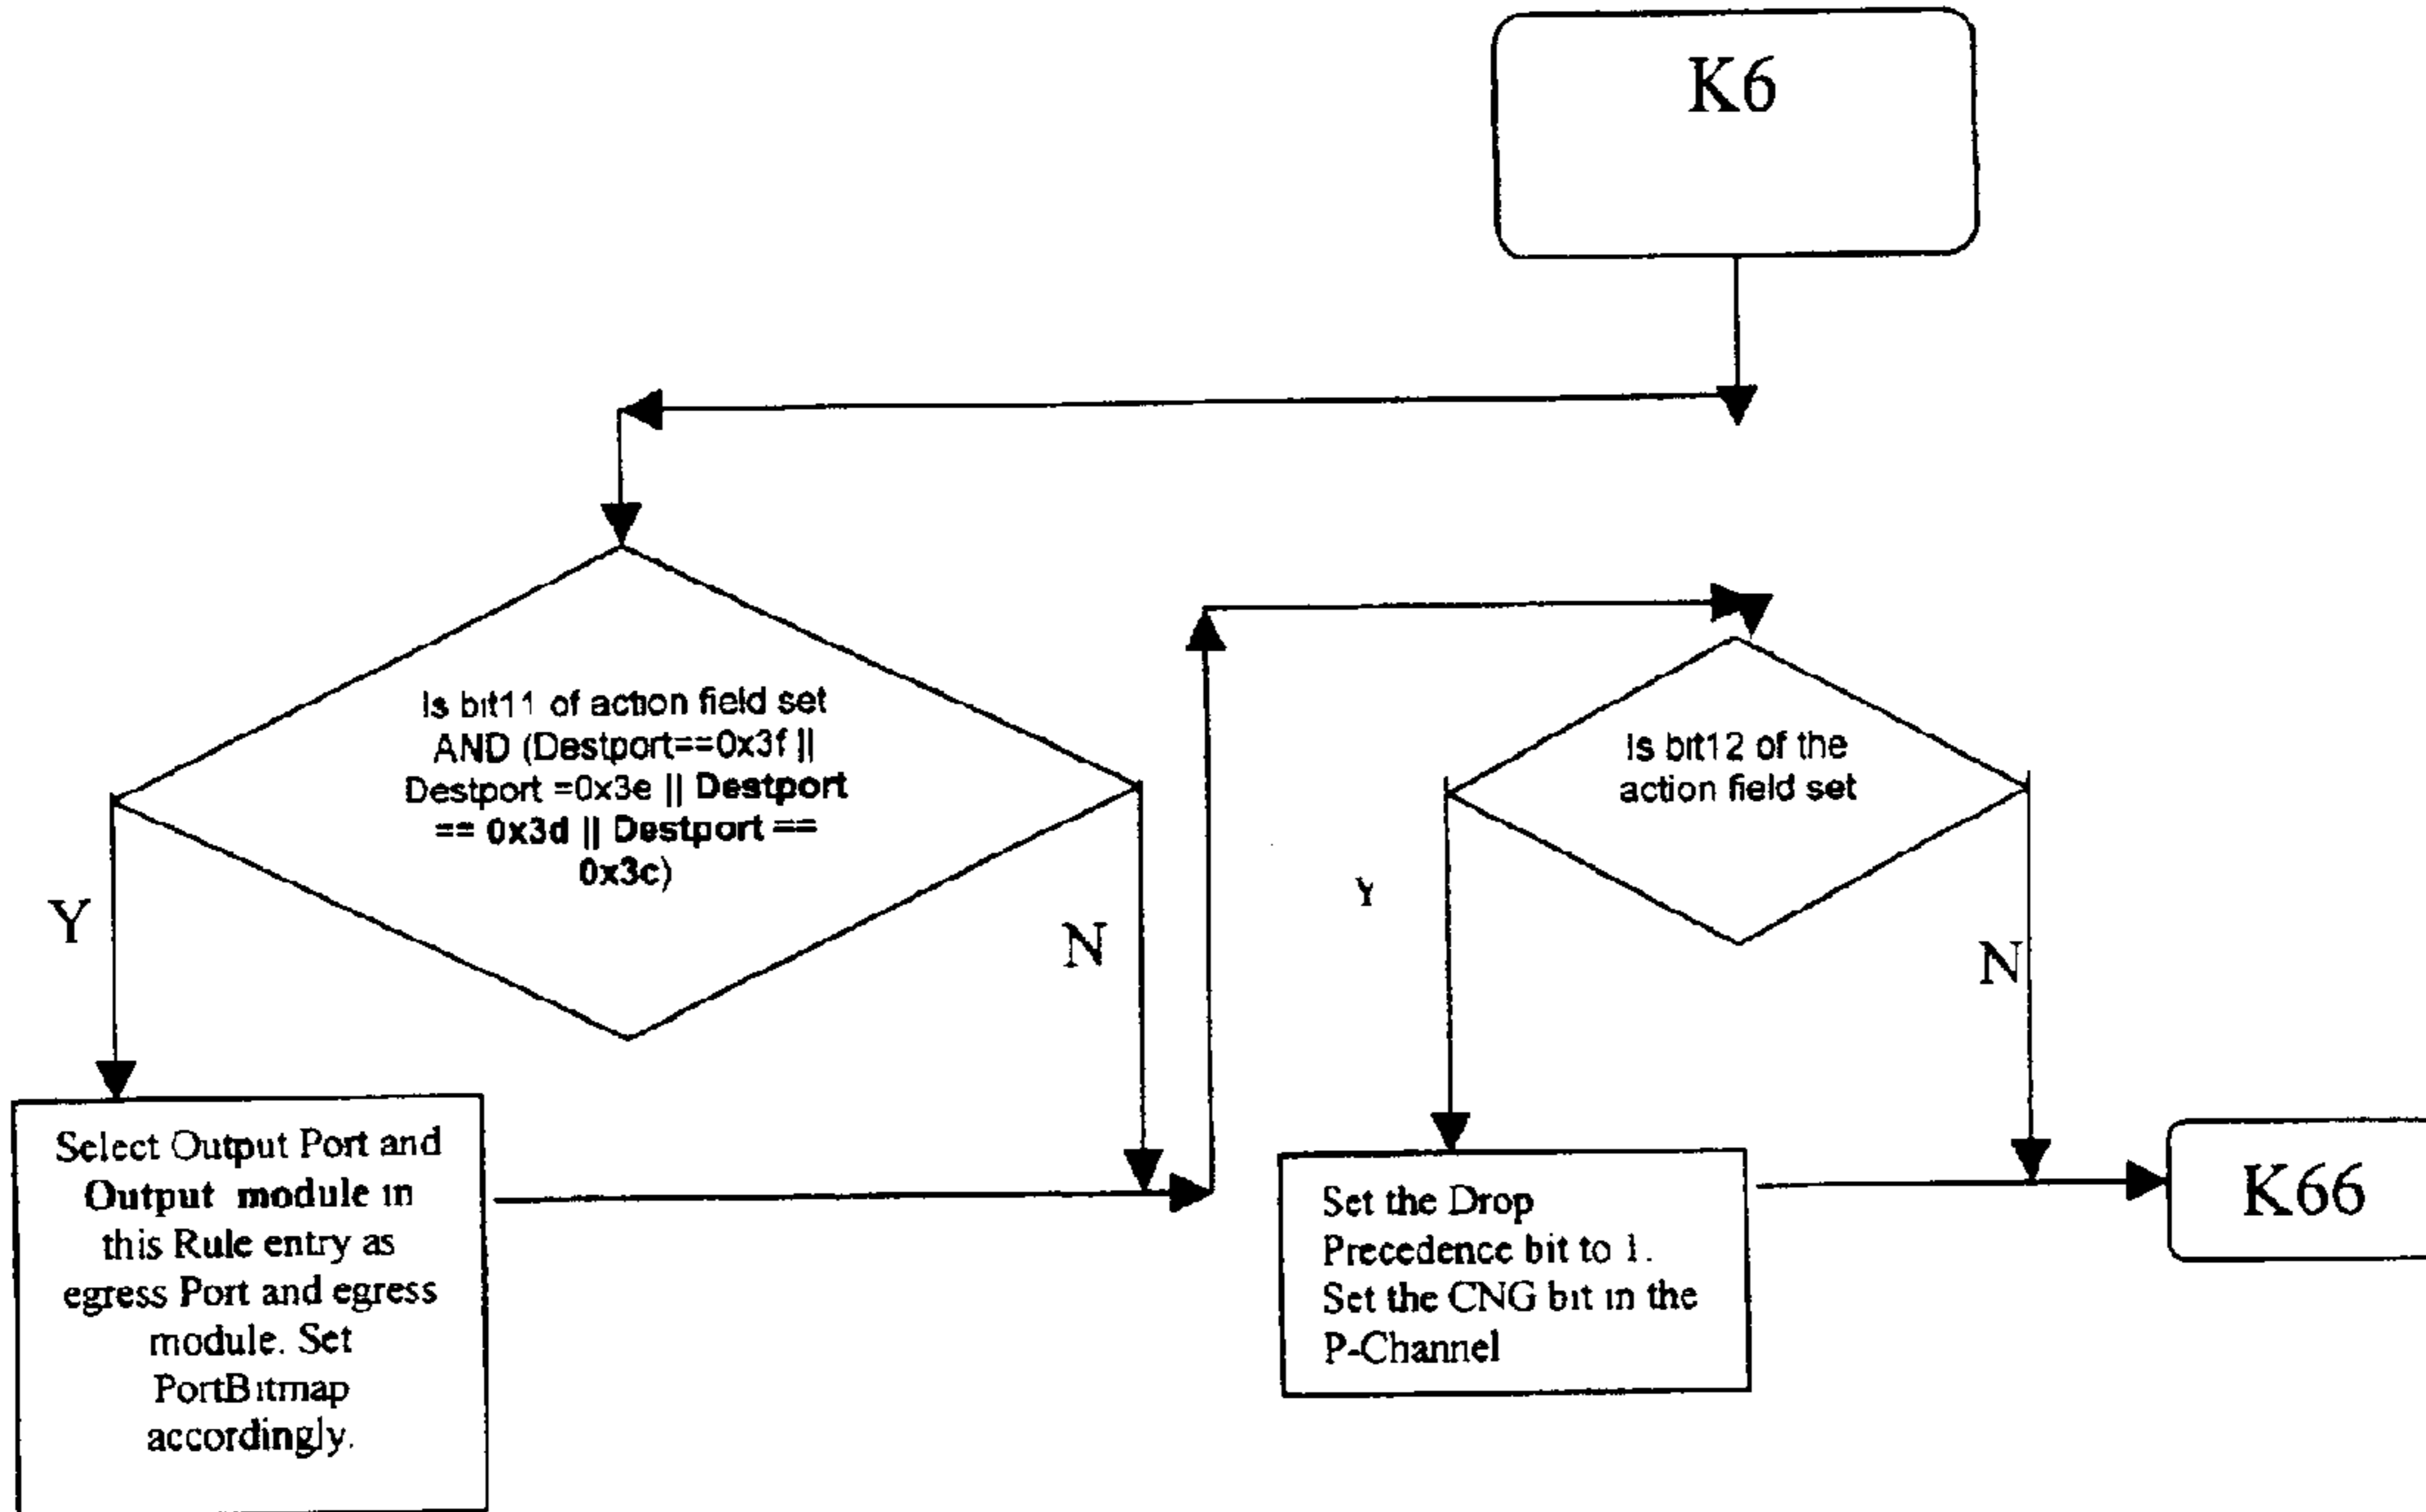 K6
Is bit11 of action field set
AND (Destport==0x3f ||
Destport =0x3e || Destport
== 0x3d || Destport ==
0x3c)
Y
N
Is bit12 of the
action field set
Y
N
Select Output Port and
Output module in
this Rule entry as
egress Port and egress
module. Set
PortBitmap
accordingly.
Set the Drop
Precedence bit to 1.
Set the CNG bit in the
P-Channel
K66